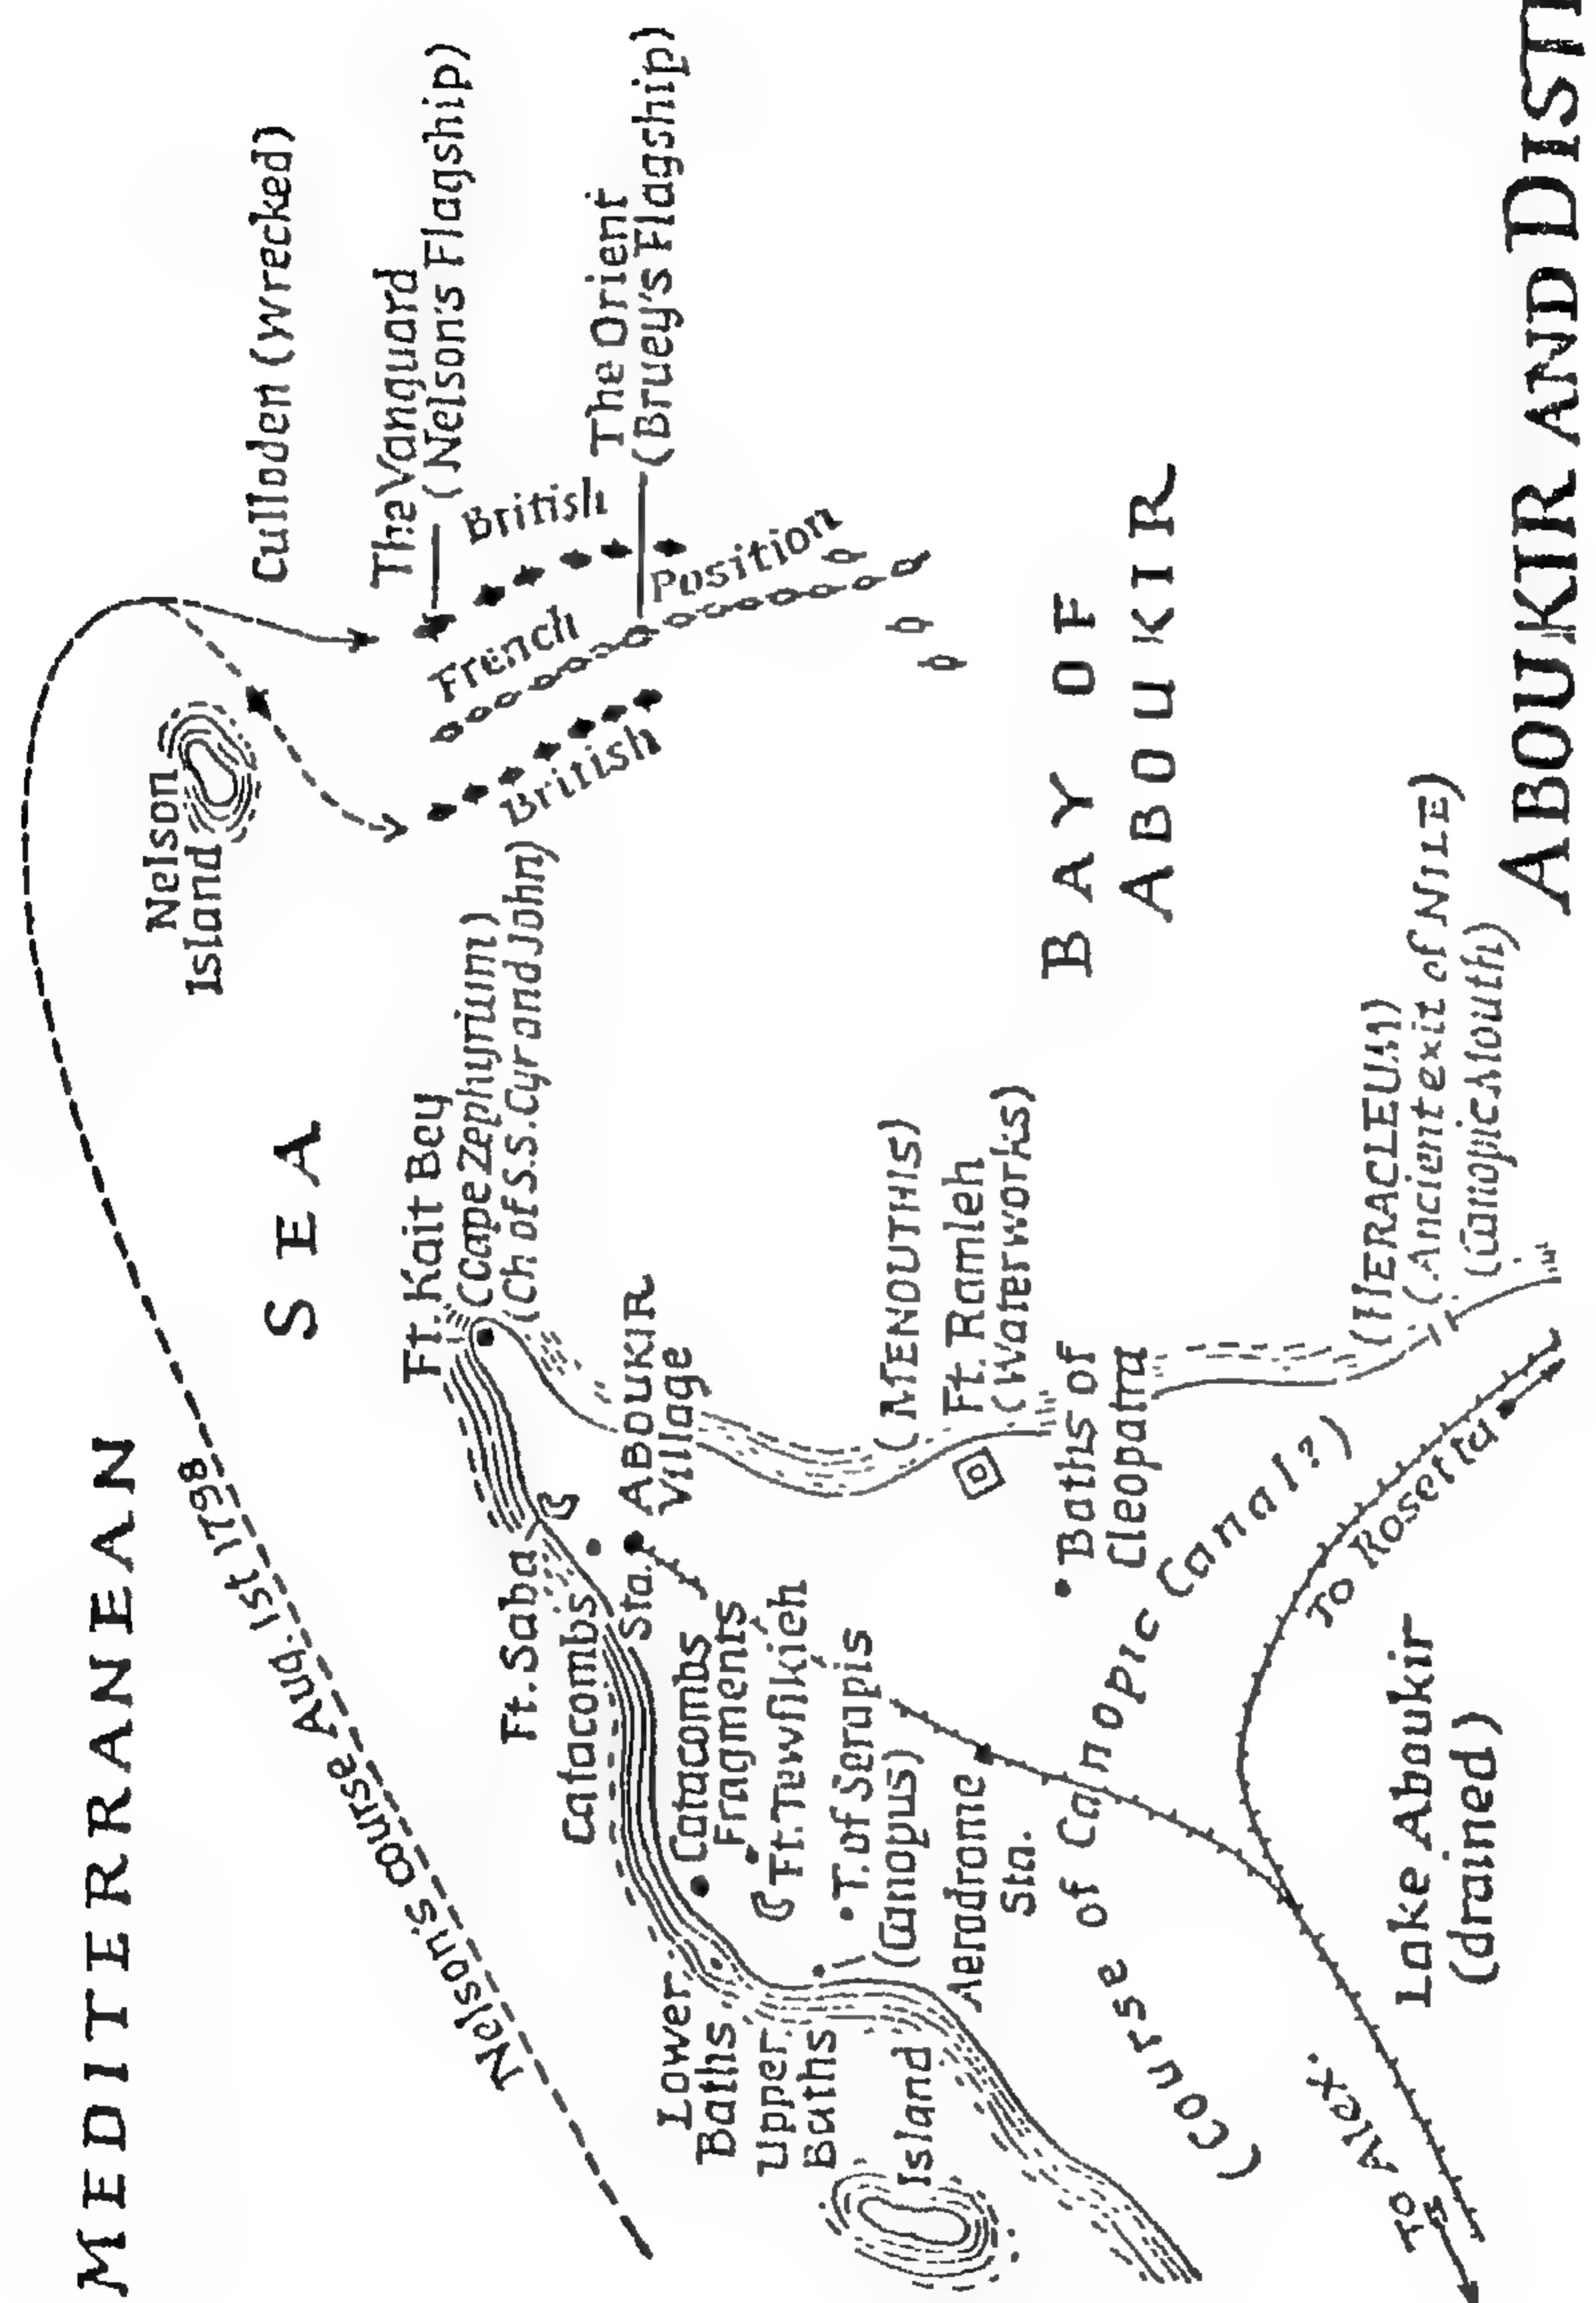 MEDITERRANEAN
SEA
Nelson's course Aug. 1st. 1798
Nelson
Island
Culloden (wrecked)
The Vanguard
(Nelson's Flagship)
British
French
Position
British
The Orient
(Bruey's Flagship)
Ft. Kait Bey
(Cape Zephyrium)
(Ch of S.S. Cyr and John)
Ft. Saba
Catacombs
Sta.
ABOUKIR
Village
Catacombs
Fragments
Ft. Tewfikieh
T. of Serapis
(Canopus)
Lower
Baths
Upper
Baths
Island
Aerodrome
Stn.
(MENOUTHIS)
Ft. Ramleh
(Waterworks)
Baths of
Cleopatra
BAY OF
ABOUKIR
(Course of Canopic Canal?)
(HERACLEUM)
(Ancient exit of NILE)
(Canopic Mouth)
To Rosetta
To Alex.
Lake Aboukir
(drained)
ABOUKIR AND